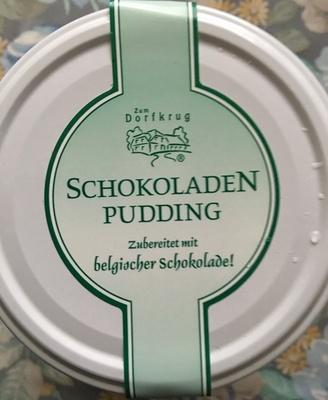 Zum
Dorfkrug
®
SCHOKOLADEN
PUDDING
Zubereitet mit
belgischer Schokolade!